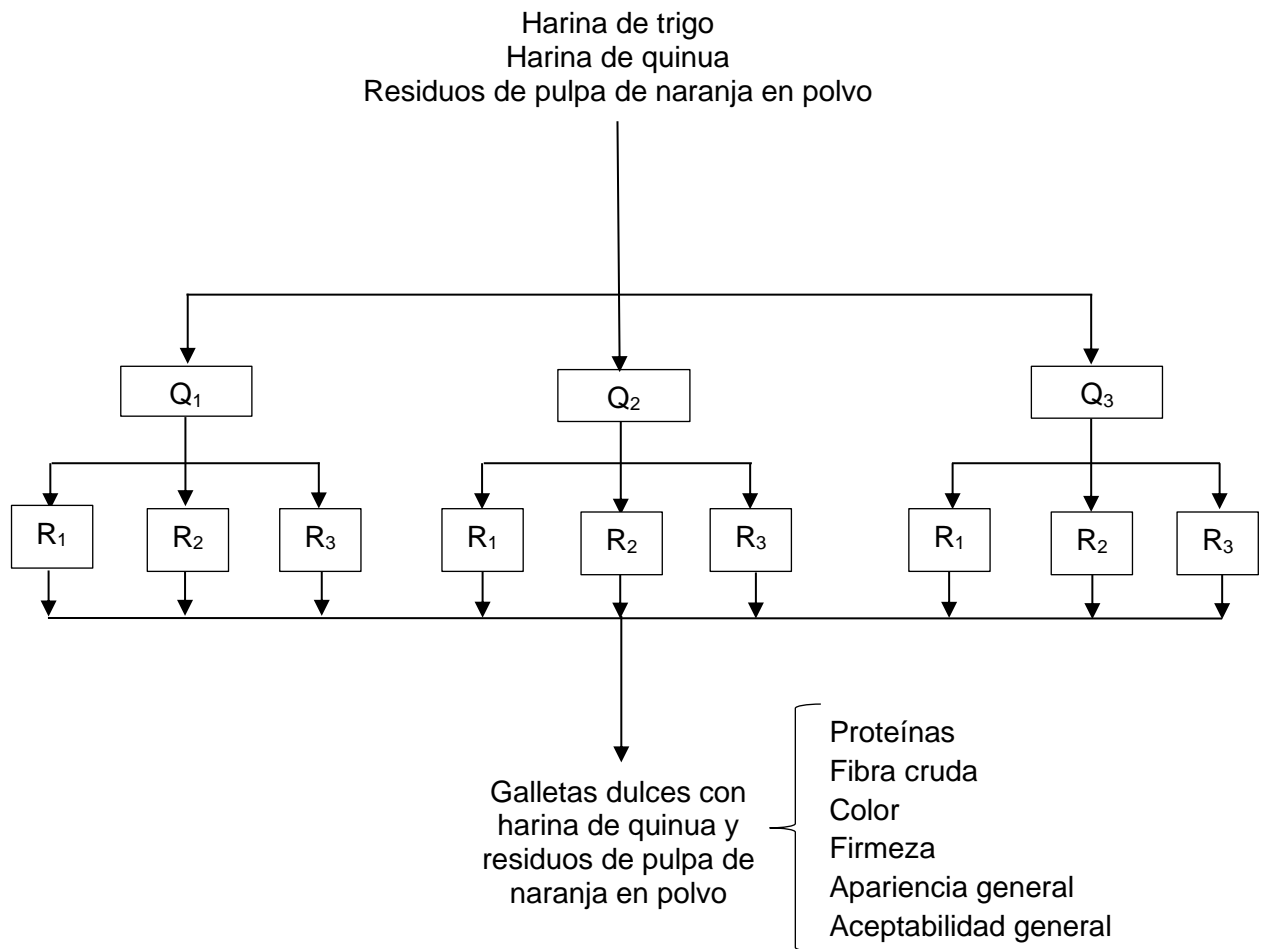 Harina de trigo
Harina de quinua
Residuos de pulpa de naranja en polvo
Q₁
Q₂
Q₃
R₁
R₂
R₃
R₁
R₂
R₃
R₁
R₂
R₃
Galletas dulces con
harina de quinua y
residuos de pulpa de
naranja en polvo
Proteínas
Fibra cruda
Color
Firmeza
Apariencia general
Aceptabilidad general